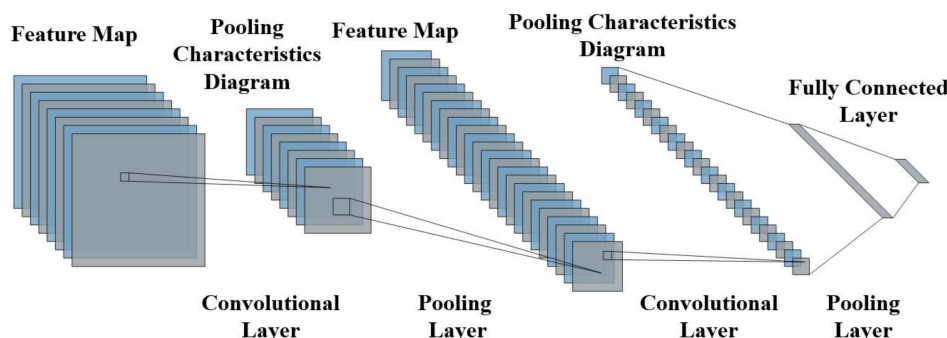 Feature Map
Pooling
Characteristics
Diagram
Feature Map
Pooling Characteristics
Diagram
Fully Connected
Layer
Convolutional
Layer
Pooling
Layer
Convolutional
Layer
Pooling
Layer